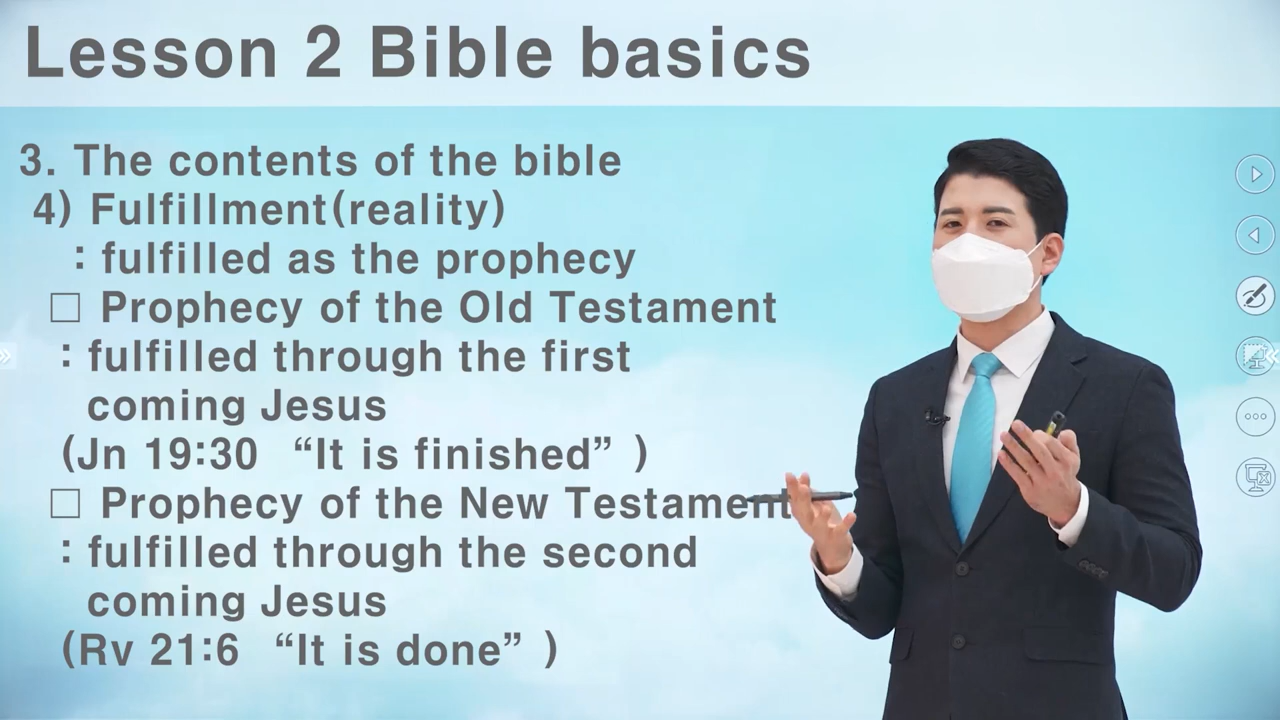 Lesson 2 Bible basics
3. The contents of the bible
4) Fulfillment(reality)
: fulfilled as the prophecy
□ Prophecy of the Old Testament
: fulfilled through the first
coming Jesus
(Jn 19:30 “It is finished” )
□ Prophecy of the New Testament
: fulfilled through the second
coming Jesus
(Rv 21:6 “It is done” )